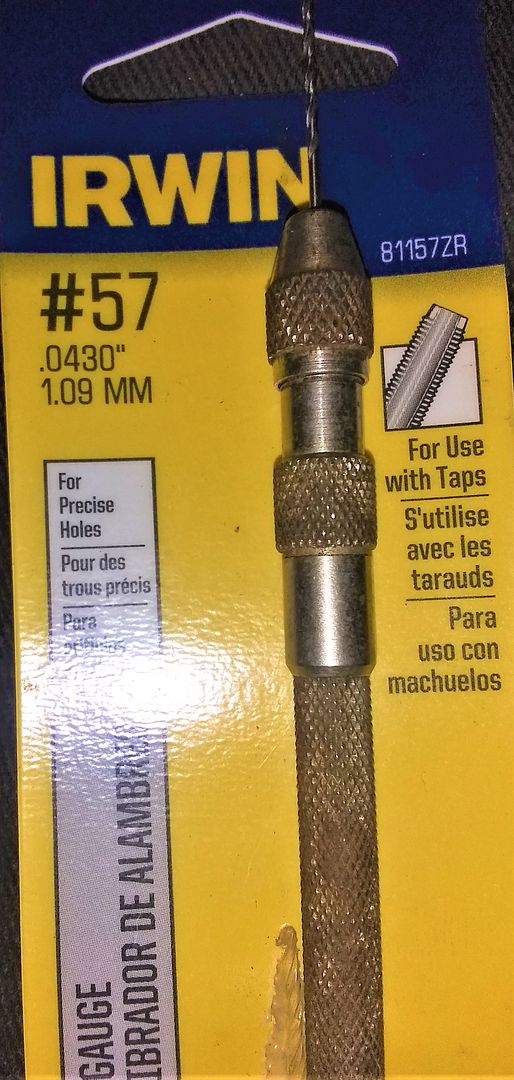 IRWIN
81157ZR
#57
.0430"
1.09 MM
For
Precise
Holes
Pour des
trous précis
Para
For Use
with Taps
S'utilise
avec les
tarauds
Para
uso con
machuelos
GAUGE
IBRADOR DE ALAMBRE